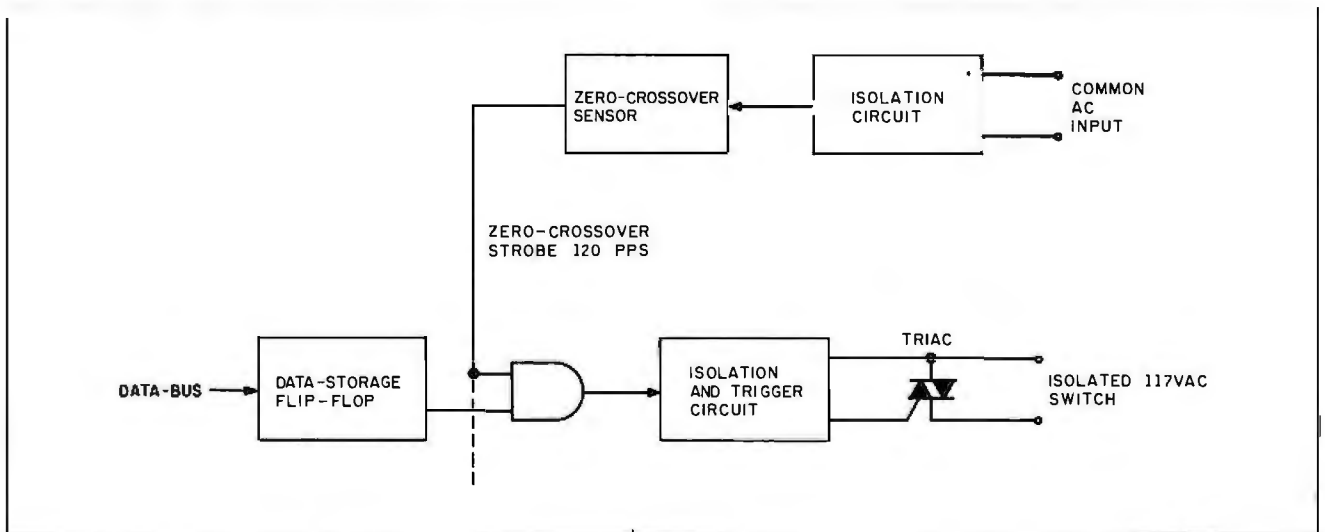 ZERO-CROSSOVER
SENSOR
ISOLATION
CIRCUIT
COMMON
AC
INPUT
ZERO-CROSSOVER
STROBE 120 PPS
DATA-BUS
DATA-STORAGE
FLIP-FLOP
ISOLATION
AND TRIGGER
CIRCUIT
TRIAC
ISOLATED 117VAC
SWITCH